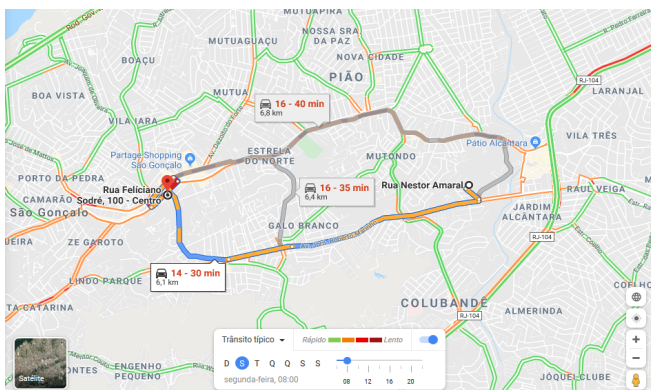 MUTUAPIRA
MUTUAGUAÇU
NOSSA SRA
DA PAZ
BOAÇU
NOVA CIDADE
PIÃO
RJ-104
LARANJAL
BOA VISTA
MUTUA
16 - 40 min
6,8 km
VILA IARA
Partage Shopping
São Gonçalo
ESTRELA
DO NORTE
MUTONDO
Pátio Alcântara
VILA TRÊS
PORTO DA PEDRA
CAMARÃO
São Gonçalo
Rua Feliciano
Sodré, 100 - Centro
16 - 35 min
6,4 km
Rua Nestor Amaral
RAUL VEIGA
JARDIM
ALCÂNTARA
ZE GAROTO
GALO BRANCO
RJ-104
LINDO PARQUE
14 - 30 min
6,1 km
SANTA CATARINA
COLUBANDÊ
RJ-104
ALMERINDA
Satélite
ENGENHO
PEQUENO
JÓQUEI CLUBE
Trânsito típico
Rápido
Lento
D S T Q Q S S
segunda-feira, 08:00
08 12 16 20